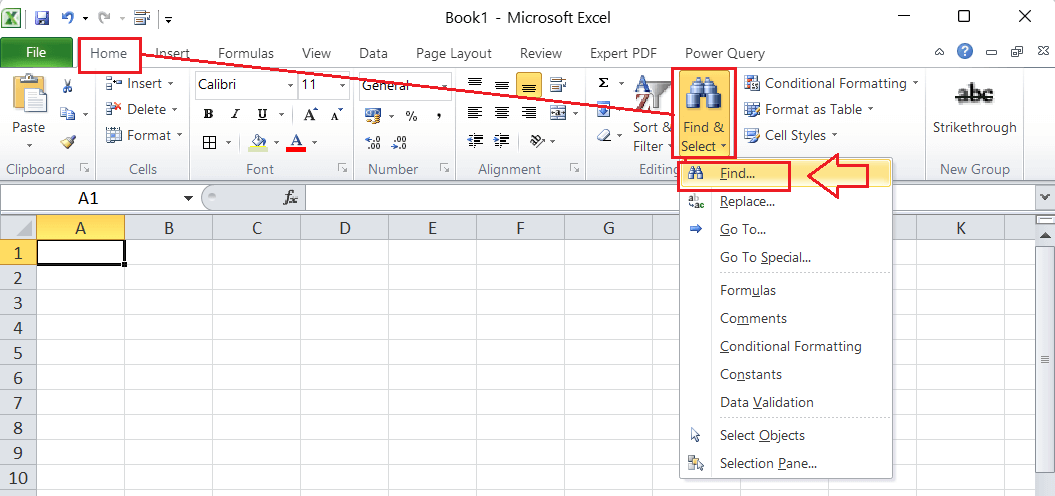 Book1 - Microsoft Excel
File Home Insert Formulas View Data Page Layout Review Expert PDF Power Query
Paste
Clipboard
Insert
Delete
Format
Cells
Calibri 11
B I U
Font
General
% ,
Number
Alignment
Σ
Sort &
Filter
Editing
Find &
Select
Conditional Formatting
Format as Table
Cell Styles
abc
Strikethrough
New Group
Find...
Replace...
Go To...
Go To Special...
Formulas
Comments
Conditional Formatting
Constants
Data Validation
Select Objects
Selection Pane...
A1 fx
A B C D E F G K
1
2
3
4
5
6
7
8
9
10